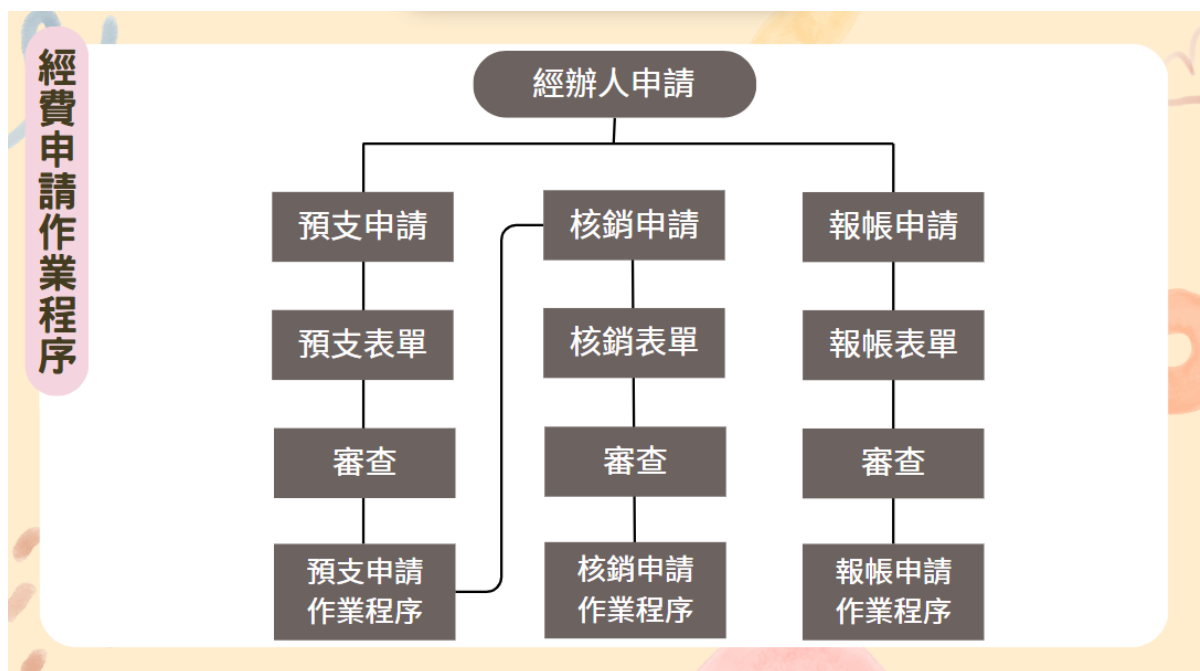 經費申請作業程序
經辦人申請
預支申請
核銷申請
報帳申請
預支表單
核銷表單
報帳表單
審查
審查
審查
預支申請
作業程序
核銷申請
作業程序
報帳申請
作業程序